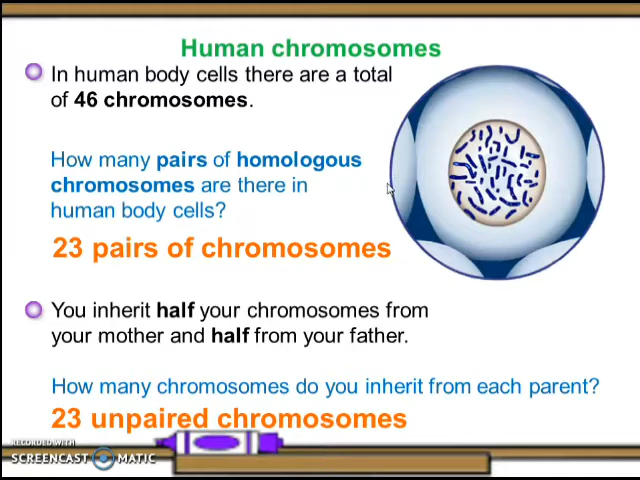 Human chromosomes
In human body cells there are a total
of 46 chromosomes.
How many pairs of homologous
chromosomes are there in
human body cells?
23 pairs of chromosomes
You inherit half your chromosomes from
your mother and half from your father.
How many chromosomes do you inherit from each parent?
23 unpaired chromosomes
RECORDED WITH
SCREENCAST MATIC